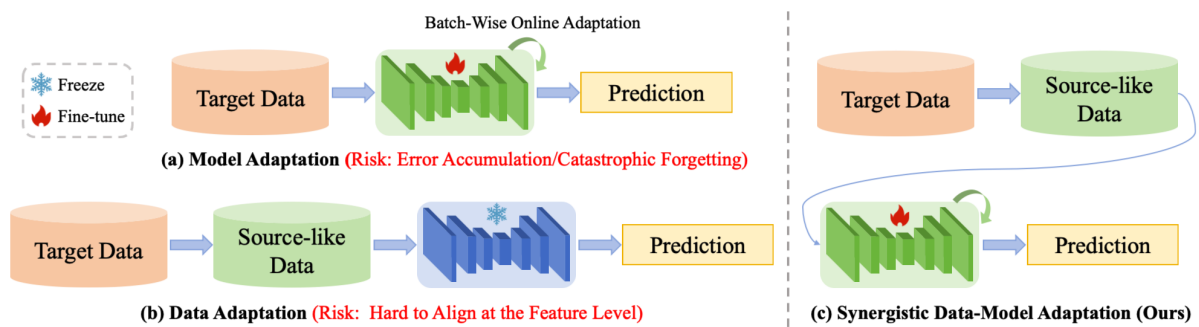 Batch-Wise Online Adaptation
Freeze
Fine-tune
Target Data
Prediction
(a) Model Adaptation (Risk: Error Accumulation/Catastrophic Forgetting)
Target Data
Source-like
Data
Prediction
(b) Data Adaptation (Risk: Hard to Align at the Feature Level)
Target Data
Source-like
Data
Prediction
(c) Synergistic Data-Model Adaptation (Ours)